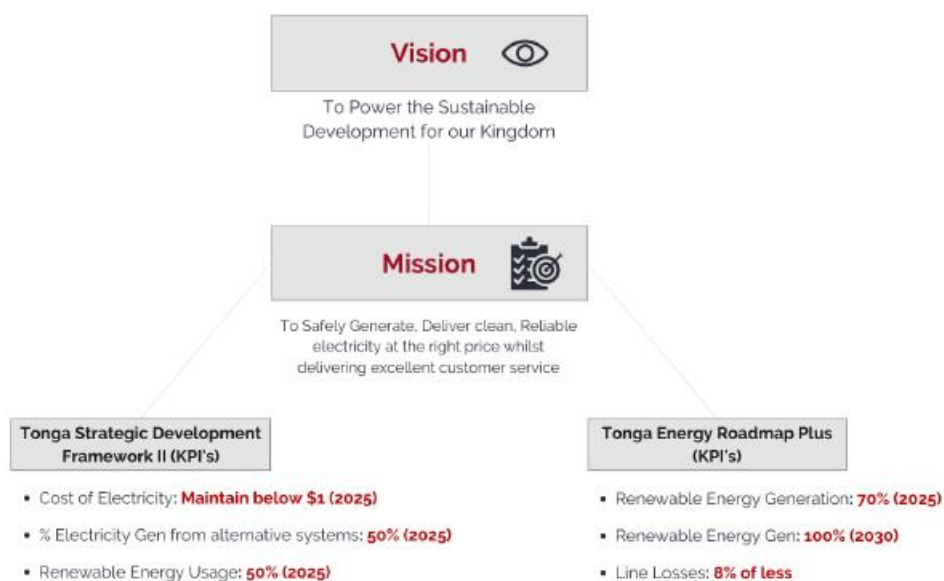 Vision
To Power the Sustainable
Development for our Kingdom
Mission
To Safely Generate, Deliver clean, Reliable
electricity at the right price whilst
delivering excellent customer service
Tonga Strategic Development
Framework II (KPI's)
• Cost of Electricity: Maintain below $1 (2025)
• % Electricity Gen from alternative systems: 50% (2025)
• Renewable Energy Usage: 50% (2025)
Tonga Energy Roadmap Plus
(KPI's)
• Renewable Energy Generation: 70% (2025)
• Renewable Energy Gen: 100% (2030)
• Line Losses: 8% of less